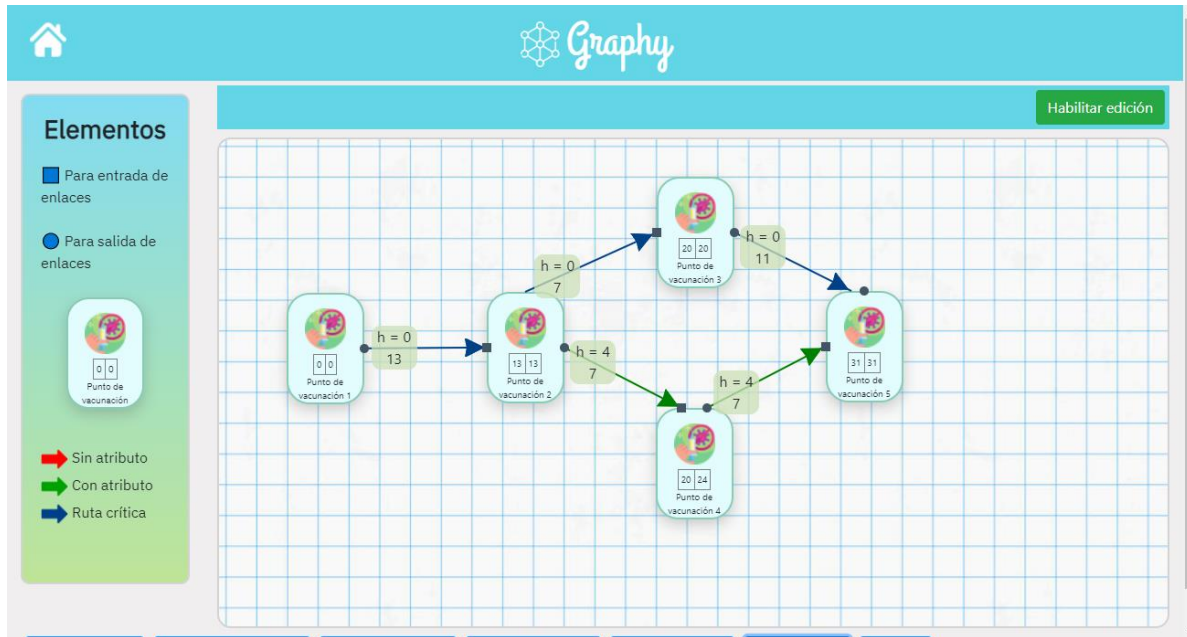 Graphy
Habilitar edición
Elementos
Para entrada de
enlaces
Para salida de
enlaces
0 0
Punto de
vacunación
Sin atributo
Con atributo
Ruta crítica
0 0
Punto de
vacunación 1
h = 0
13
13 13
Punto de
vacunación 2
h = 0
7
20 20
Punto de
vacunación 3
h = 0
11
h = 4
7
20 24
Punto de
vacunación 4
h = 4
7
31 31
Punto de
vacunación 5